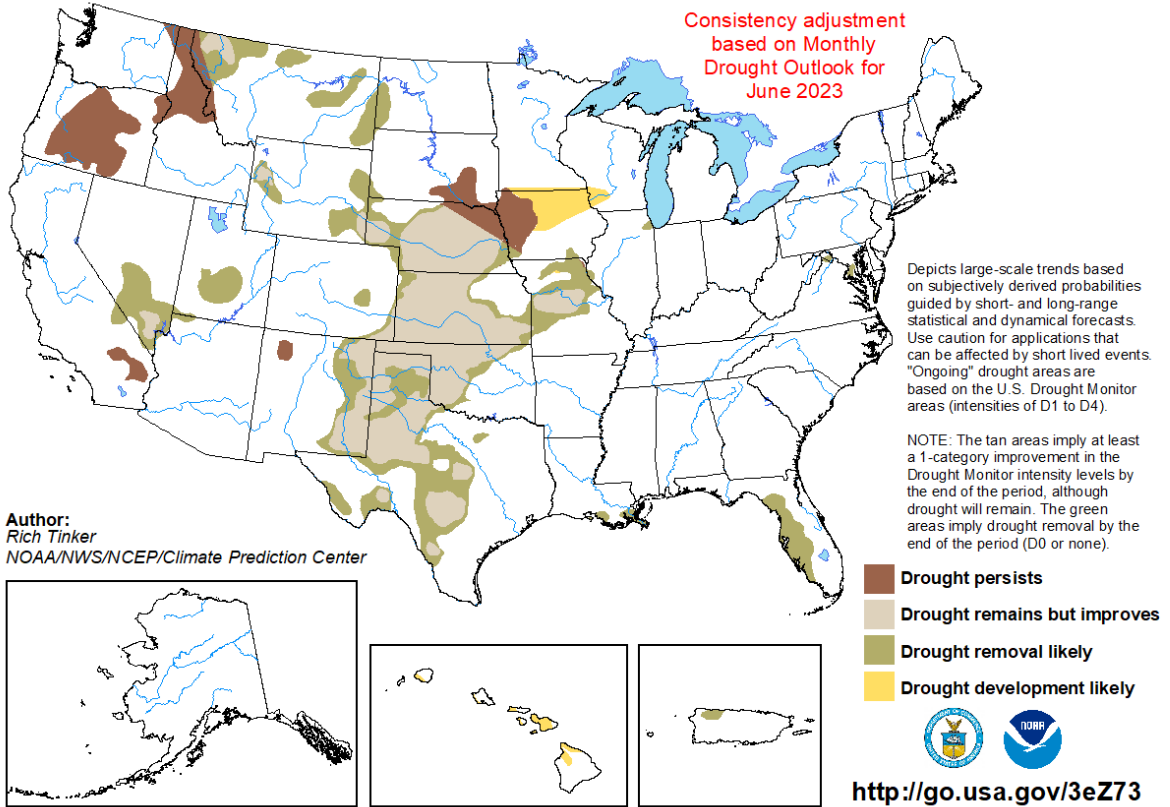 Consistency adjustment
based on Monthly
Drought Outlook for
June 2023
Depicts large-scale trends based
on subjectively derived probabilities
guided by short- and long-range
statistical and dynamical forecasts.
Use caution for applications that
can be affected by short lived events.
"Ongoing" drought areas are
based on the U.S. Drought Monitor
areas (intensities of D1 to D4).
NOTE: The tan areas imply at least
a 1-category improvement in the
Drought Monitor intensity levels by
the end of the period, although
drought will remain. The green
areas imply drought removal by the
end of the period (D0 or none).
Author:
Rich Tinker
NOAA/NWS/NCEP/Climate Prediction Center
Drought persists
Drought remains but improves
Drought removal likely
Drought development likely
NOAA
http://go.usa.gov/3eZ73